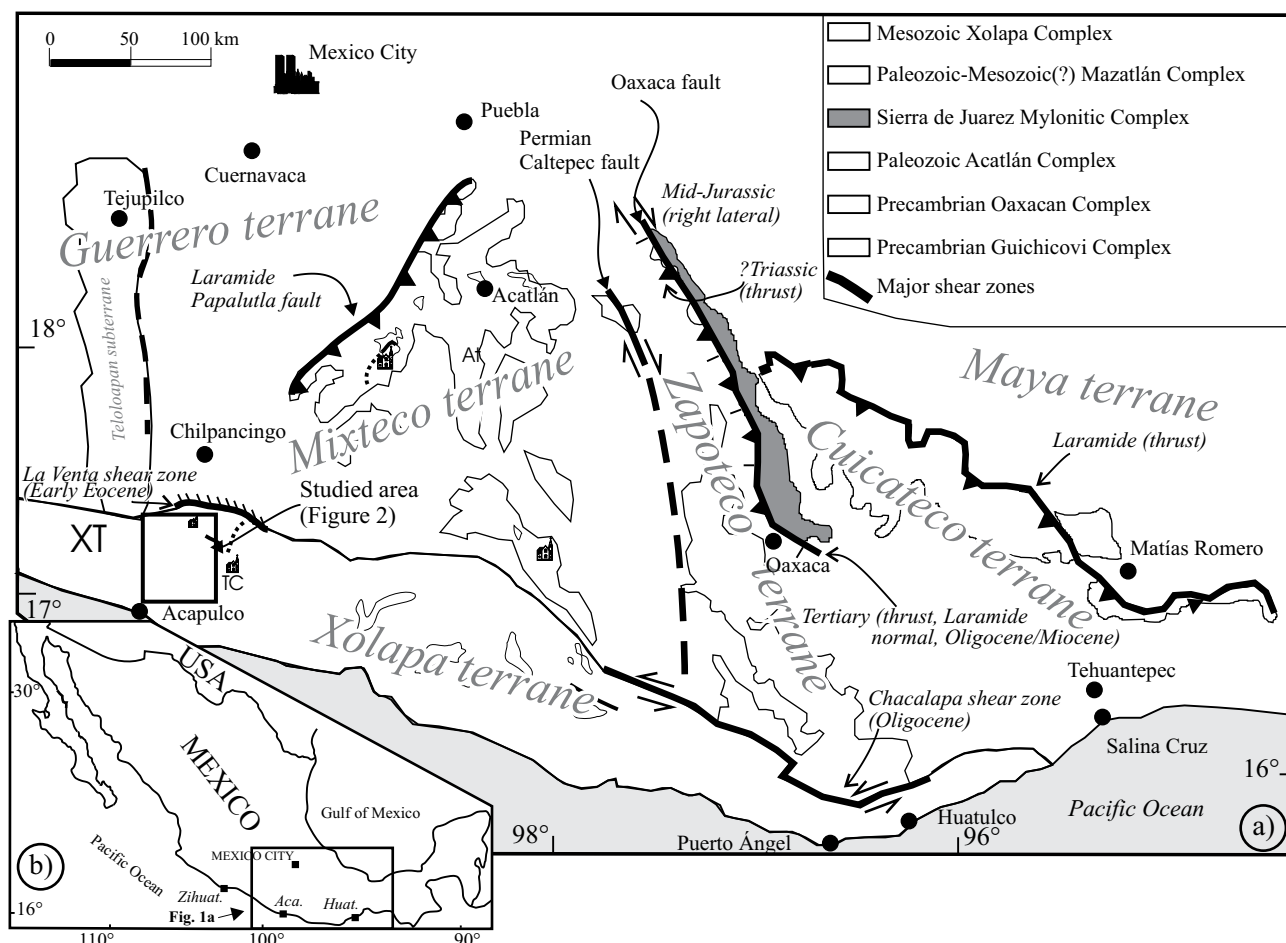 0 50 100 km
Mexico City
Puebla
Cuernavaca
Tejupilco
Guerrero terrane
Laramide
Papalutla fault
Teloloapan subterrane
18°
Acatlán
At
Mixteco terrane
Chilpancingo
La Venta shear zone
(Early Eocene)
Studied area
(Figure 2)
XT
TC
17°
Acapulco
Xolapa terrane
Oaxaca fault
Permian
Caltepec fault
Mid-Jurassic
(right lateral)
?Triassic
(thrust)
Zapoteco terrane
Cuicateco terrane
Maya terrane
Laramide (thrust)
Matías Romero
Oaxaca
Tertiary (thrust, Laramide
normal, Oligocene/Miocene)
Chacalapa shear zone
(Oligocene)
Tehuantepec
Salina Cruz
16°
Huatulco
Puerto Ángel
Pacific Ocean
98°
96°
a)
Mesozoic Xolapa Complex
Paleozoic-Mesozoic(?) Mazatlán Complex
Sierra de Juarez Mylonitic Complex
Paleozoic Acatlán Complex
Precambrian Oaxacan Complex
Precambrian Guichicovi Complex
Major shear zones
USA
30°
MEXICO
Gulf of Mexico
Pacific Ocean
MEXICO CITY
Zihuat.
Aca.
Huat.
Fig. 1a
16°
110°
100°
90°
b)